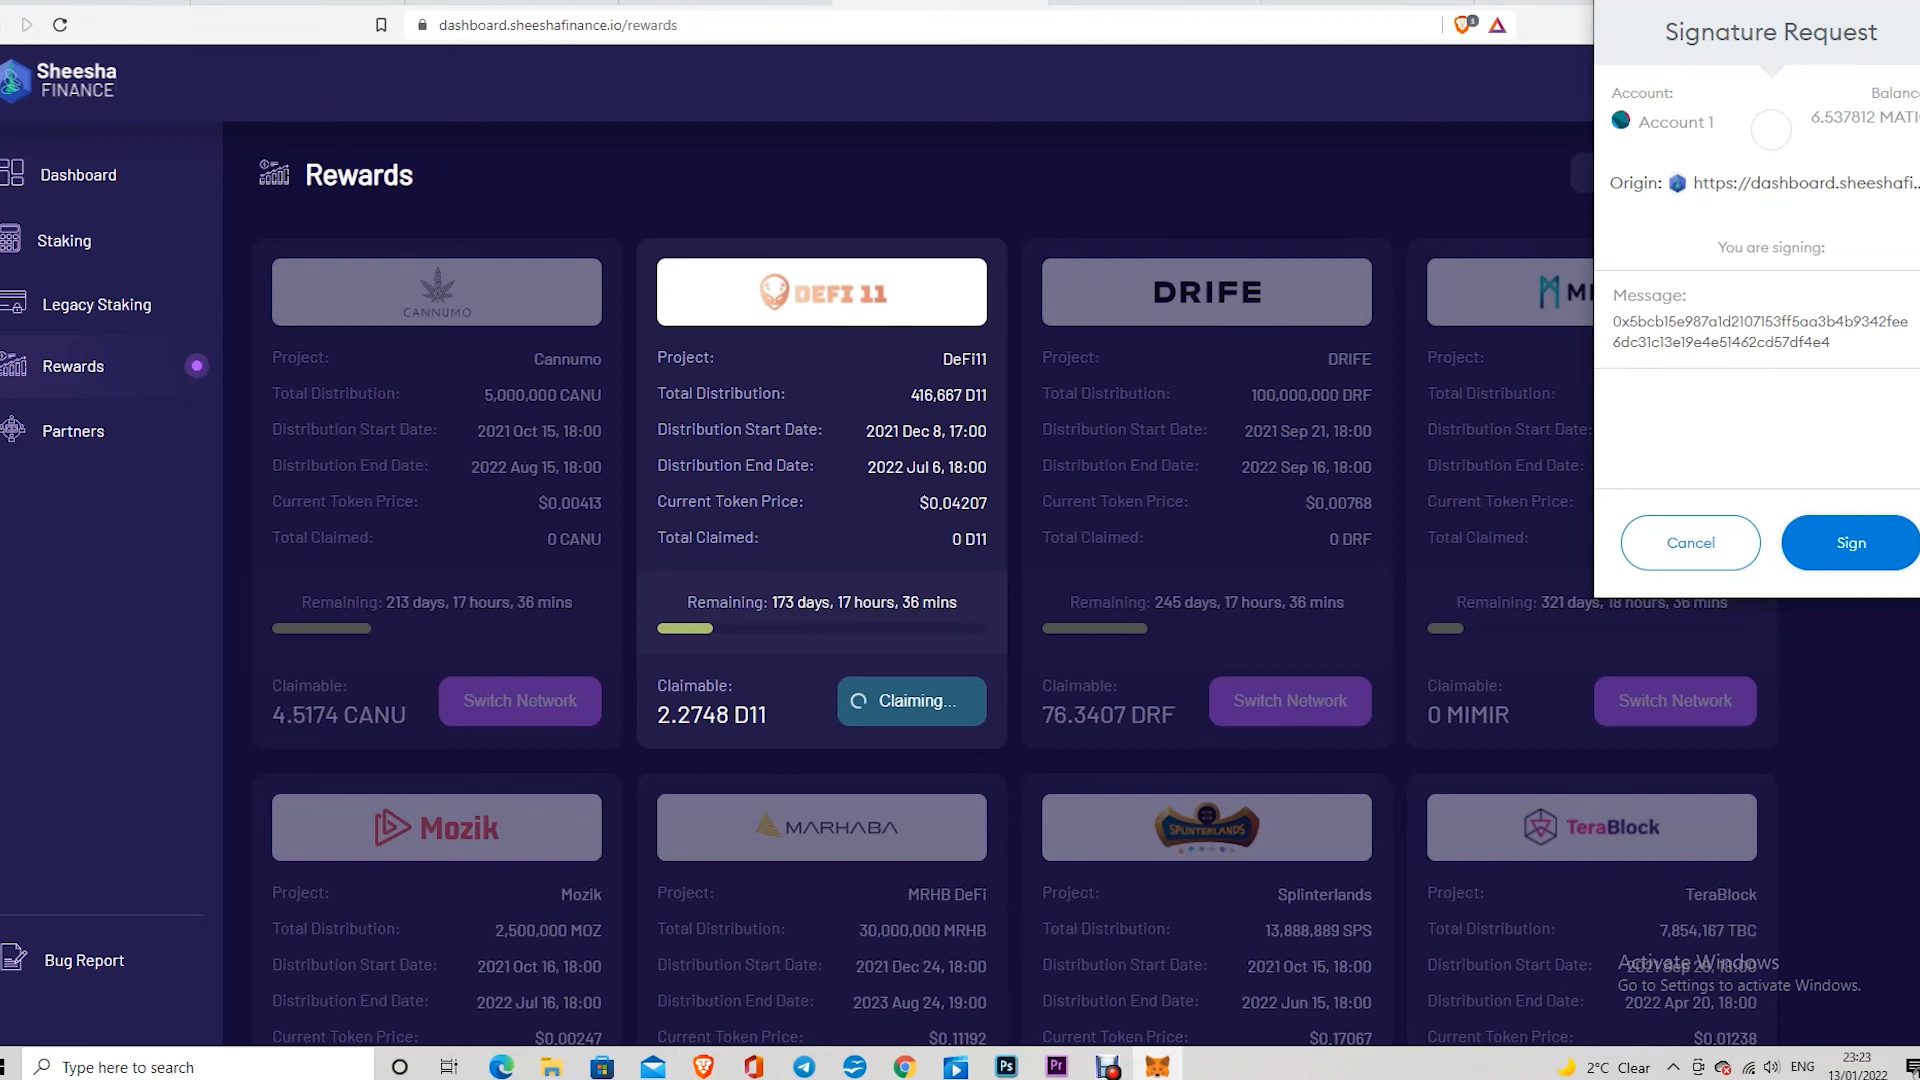 dashboard.sheeshafinance.io/rewards
3
Sheesha
FINANCE
Dashboard
Staking
Legacy Staking
Rewards
Partners
Bug Report
Rewards
CANNUMO
Project: Cannumo
Total Distribution: 5,000,000 CANU
Distribution Start Date: 2021 Oct 15, 18:00
Distribution End Date: 2022 Aug 15, 18:00
Current Token Price: $0.00413
Total Claimed: 0 CANU
Remaining: 213 days, 17 hours, 36 mins
Claimable:
4.5174 CANU
Switch Network
DEFI 11
Project: DeFi11
Total Distribution: 416,667 D11
Distribution Start Date: 2021 Dec 8, 17:00
Distribution End Date: 2022 Jul 6, 18:00
Current Token Price: $0.04207
Total Claimed: 0 D11
Remaining: 173 days, 17 hours, 36 mins
Claimable:
2.2748 D11
Claiming...
DRIFE
Project: DRIFE
Total Distribution: 100,000,000 DRF
Distribution Start Date: 2021 Sep 21, 18:00
Distribution End Date: 2022 Sep 16, 18:00
Current Token Price: $0.00768
Total Claimed: 0 DRF
Remaining: 245 days, 17 hours, 36 mins
Claimable:
76.3407 DRF
Switch Network
Project:
Total Distribution:
Distribution Start Date:
Distribution End Date:
Current Token Price:
Total Claimed:
Remaining: 321 days, 18 hours, 36 mins
Claimable:
0 MIMIR
Switch Network
Mozik
Project: Mozik
Total Distribution: 2,500,000 MOZ
Distribution Start Date: 2021 Oct 16, 18:00
Distribution End Date: 2022 Jul 16, 18:00
Current Token Price: $0.00247
MARHABA
Project: MRHB DeFi
Total Distribution: 30,000,000 MRHB
Distribution Start Date: 2021 Dec 24, 18:00
Distribution End Date: 2023 Aug 24, 19:00
Current Token Price: $0.11192
SPLINTERLANDS
Project: Splinterlands
Total Distribution: 13,888,889 SPS
Distribution Start Date: 2021 Oct 15, 18:00
Distribution End Date: 2022 Jun 15, 18:00
Current Token Price: $0.17067
TeraBlock
Project: TeraBlock
Total Distribution: 7,854,167 TBC
Distribution Start Date:
Distribution End Date: 2022 Apr 20, 18:00
Current Token Price: $0.01238
Activate Windows
Go to Settings to activate Windows.
Signature Request
Account: Balanc
Account 1 6.537812 MATI
Origin: https://dashboard.sheeshafi...
You are signing:
Message:
0x5bcb15e987a1d2107153ff5aa3b4b9342fee
6dc31c13e19e4e51462cd57df4e4
Cancel
Sign
Type here to search
Ps
Pr
2°C Clear
ENG
23:23
13/01/2022